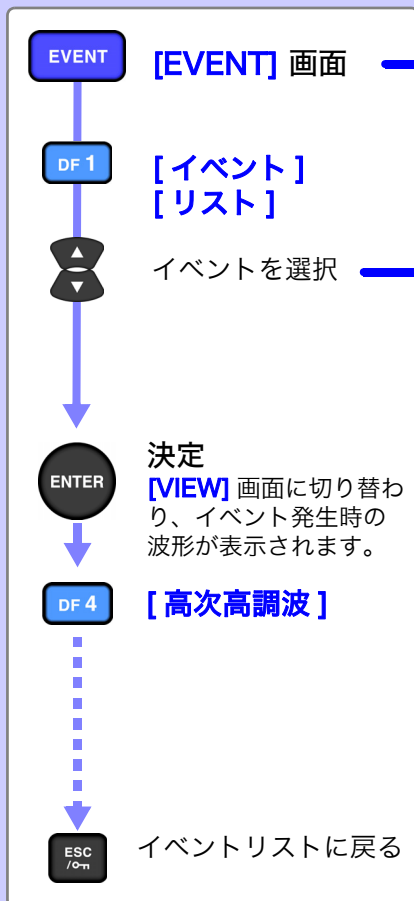 EVENT [EVENT] 画面
DF 1 [イベント]
[リスト]
イベントを選択
ENTER 決定
[VIEW] 画面に切り替わ
り、イベント発生時の
波形が表示されます。
DF 4 [高次高調波]
ESC イベントリストに戻る
/